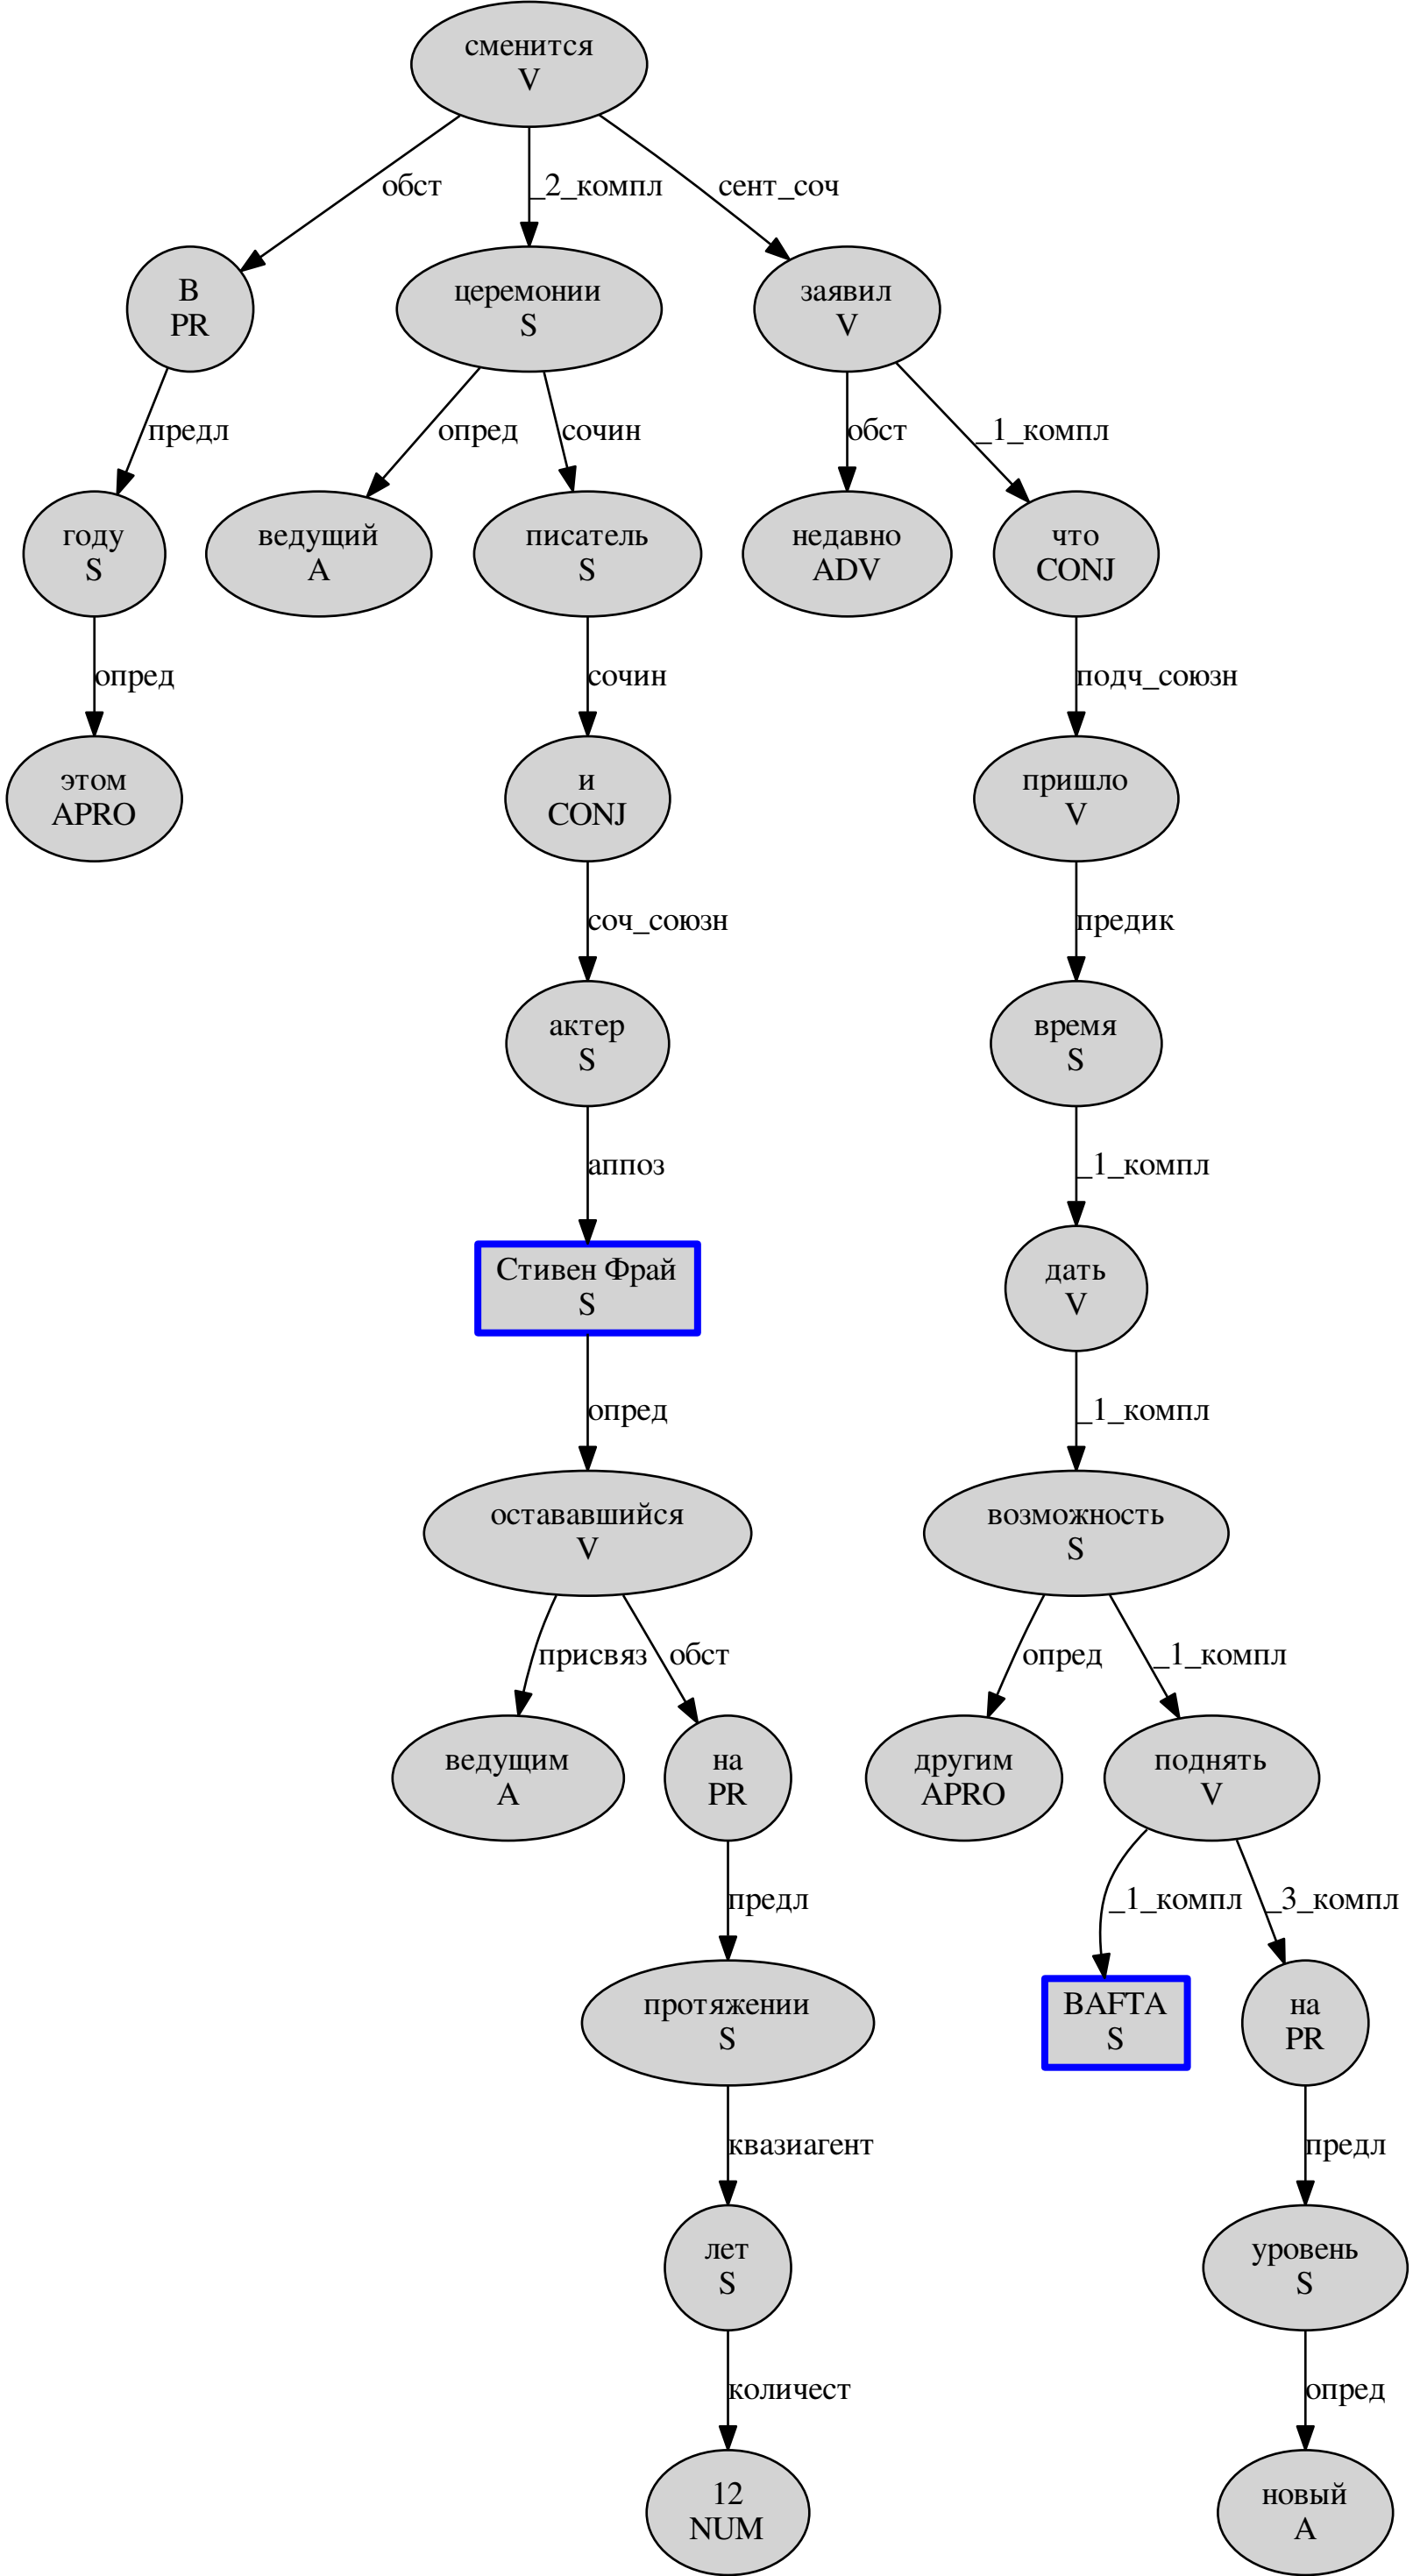 сменится
V
обст
_2_компл
сент_соч
В
PR
церемонии
S
заявил
V
предл
опред
сочин
обст
_1_компл
году
S
ведущий
A
писатель
S
недавно
ADV
что
CONJ
опред
сочин
подч_союзн
этом
APRO
и
CONJ
пришло
V
соч_союзн
предик
актер
S
время
S
аппоз
_1_компл
Стивен Фрай
S
дать
V
опред
_1_компл
остававшийся
V
возможность
S
присвяз
обст
опред
_1_компл
ведущим
A
на
PR
другим
APRO
поднять
V
предл
_1_компл
_3_компл
протяжении
S
BAFTA
S
на
PR
квазиагент
предл
лет
S
уровень
S
количест
опред
12
NUM
новый
A